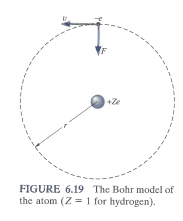 v
−e
F
+Ze
r
FIGURE 6.19 The Bohr model of
the atom (Z = 1 for hydrogen).